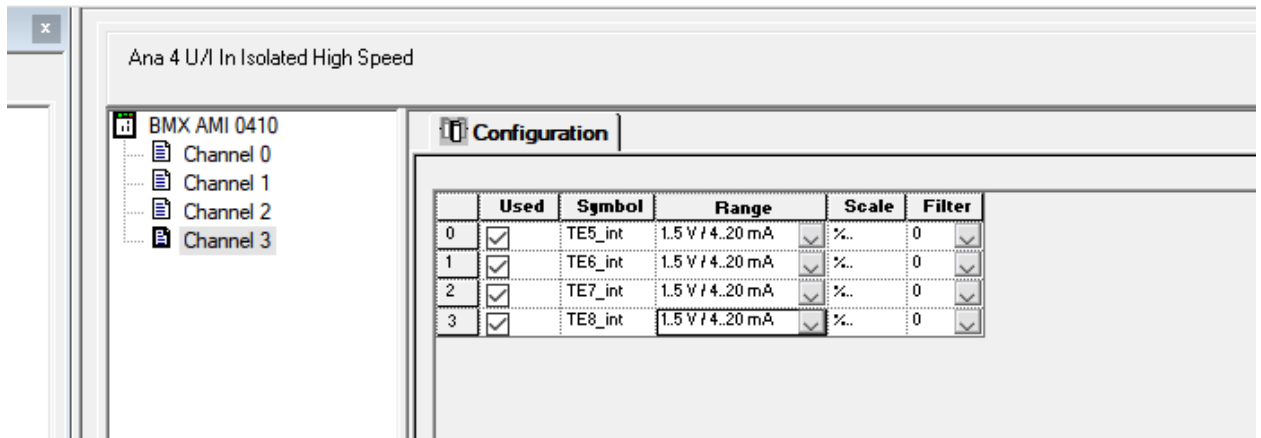 x
Ana 4 U/I In Isolated High Speed
BMX AMI 0410
Channel 0
Channel 1
Channel 2
Channel 3
Configuration
Used Symbol Range Scale Filter
0 TE5_int 1..5 V / 4..20 mA %.. 0
1 TE6_int 1..5 V / 4..20 mA %.. 0
2 TE7_int 1..5 V / 4..20 mA %.. 0
3 TE8_int 1..5 V / 4..20 mA %.. 0